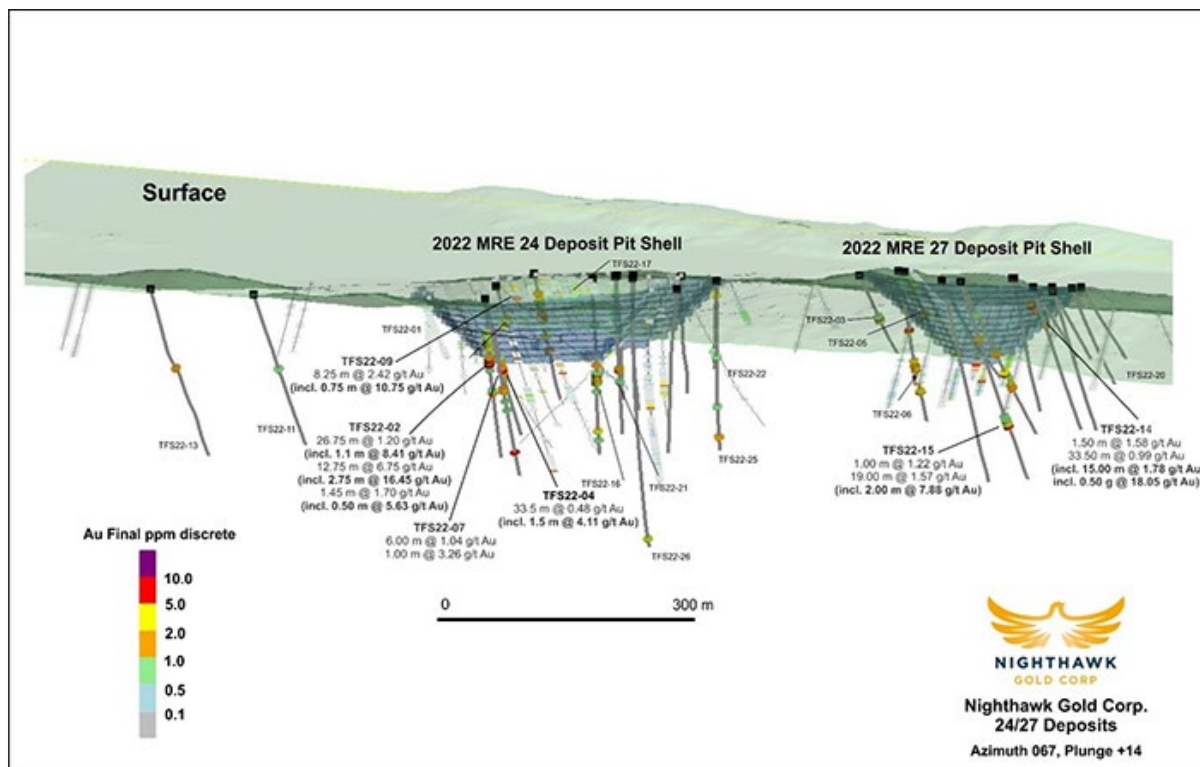 Surface
2022 MRE 24 Deposit Pit Shell
2022 MRE 27 Deposit Pit Shell
TFS22-17
TFS22-01
TFS22-03
TFS22-05
TFS22-09
8.25 m @ 2.42 g/t Au
(incl. 0.75 m @ 10.75 g/t Au)
TFS22-22
TFS22-20
TFS22-06
TFS22-02
26.75 m @ 1.20 g/t Au
(incl. 1.1 m @ 8.41 g/t Au)
12.75 m @ 6.75 g/t Au
(incl. 2.75 m @ 16.45 g/t Au)
1.45 m @ 1.70 g/t Au
(incl. 0.50 m @ 5.63 g/t Au)
TFS22-13
TFS22-11
TFS22-14
1.50 m @ 1.58 g/t Au
33.50 m @ 0.99 g/t Au
(incl. 15.00 m @ 1.78 g/t Au)
(incl. 0.50 g @ 18.05 g/t Au)
TFS22-15
1.00 m @ 1.22 g/t Au
19.00 m @ 1.57 g/t Au
(incl. 2.00 m @ 7.88 g/t Au)
TFS22-25
TFS22-16
TFS22-21
TFS22-04
33.5 m @ 0.48 g/t Au
(incl. 1.5 m @ 4.11 g/t Au)
TFS22-07
6.00 m @ 1.04 g/t Au
1.00 m @ 3.26 g/t Au
TFS22-26
Au Final ppm discrete
10.0
5.0
2.0
1.0
0.5
0.1
0 300 m
NIGHTHAWK
GOLD CORP
Nighthawk Gold Corp.
24/27 Deposits
Azimuth 067, Plunge +14